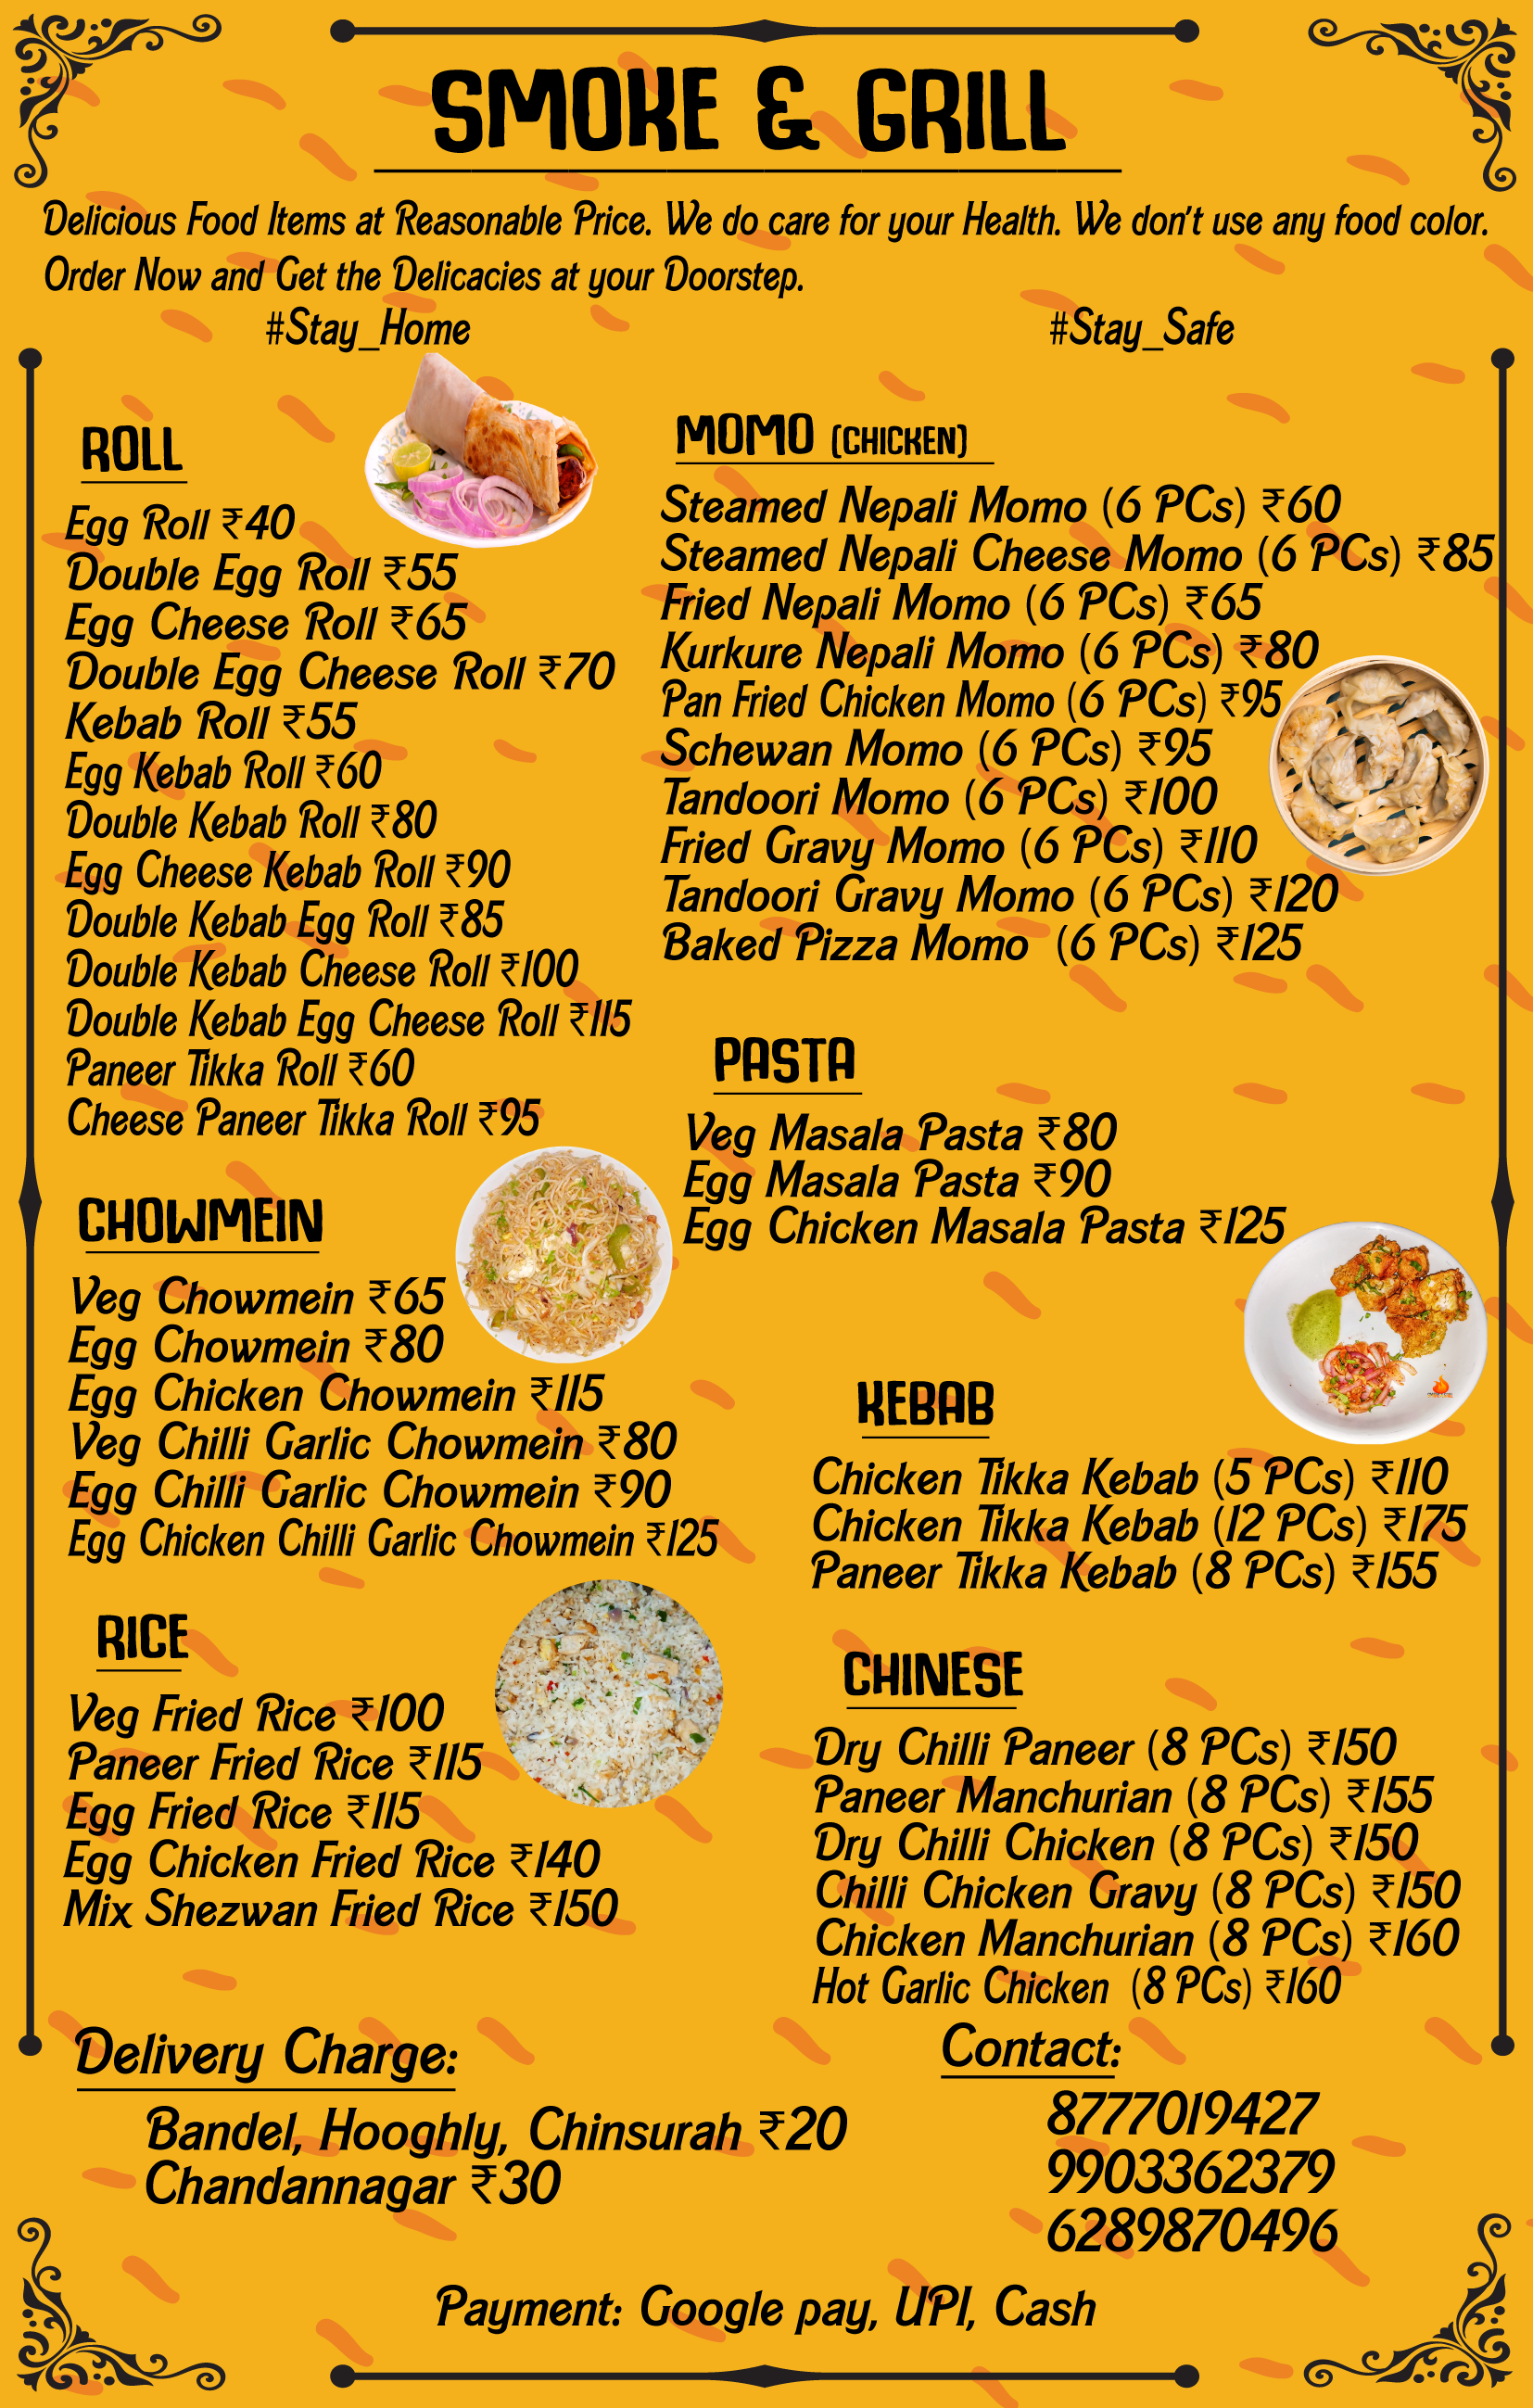 SMOKE & GRILL
Delicious Food Items at Reasonable Price. We do care for your Health. We don't use any food color.
Order Now and Get the Delicacies at your Doorstep.
#Stay_Home
#Stay_Safe
ROLL
Egg Roll ₹40
Double Egg Roll ₹55
Egg Cheese Roll ₹65
Double Egg Cheese Roll ₹70
Kebab Roll ₹55
Egg Kebab Roll ₹60
Double Kebab Roll ₹80
Egg Cheese Kebab Roll ₹90
Double Kebab Egg Roll ₹85
Double Kebab Cheese Roll ₹100
Double Kebab Egg Cheese Roll ₹115
Paneer Tikka Roll ₹60
Cheese Paneer Tikka Roll ₹95
CHOWMEIN
Veg Chowmein ₹65
Egg Chowmein ₹80
Egg Chicken Chowmein ₹115
Veg Chilli Garlic Chowmein ₹80
Egg Chilli Garlic Chowmein ₹90
Egg Chicken Chilli Garlic Chowmein ₹125
RICE
Veg Fried Rice ₹100
Paneer Fried Rice ₹115
Egg Fried Rice ₹115
Egg Chicken Fried Rice ₹140
Mix Shezwan Fried Rice ₹150
MOMO (CHICKEN)
Steamed Nepali Momo (6 PCs) ₹60
Steamed Nepali Cheese Momo (6 PCs) ₹85
Fried Nepali Momo (6 PCs) ₹65
Kurkure Nepali Momo (6 PCs) ₹80
Pan Fried Chicken Momo (6 PCs) ₹95
Schewan Momo (6 PCs) ₹95
Tandoori Momo (6 PCs) ₹100
Fried Gravy Momo (6 PCs) ₹110
Tandoori Gravy Momo (6 PCs) ₹120
Baked Pizza Momo (6 PCs) ₹125
PASTA
Veg Masala Pasta ₹80
Egg Masala Pasta ₹90
Egg Chicken Masala Pasta ₹125
KEBAB
Chicken Tikka Kebab (5 PCs) ₹110
Chicken Tikka Kebab (12 PCs) ₹175
Paneer Tikka Kebab (8 PCs) ₹155
CHINESE
Dry Chilli Paneer (8 PCs) ₹150
Paneer Manchurian (8 PCs) ₹155
Dry Chilli Chicken (8 PCs) ₹150
Chilli Chicken Gravy (8 PCs) ₹150
Chicken Manchurian (8 PCs) ₹160
Hot Garlic Chicken (8 PCs) ₹160
Delivery Charge:
Bandel, Hooghly, Chinsurah ₹20
Chandannagar ₹30
Contact:
8777019427
9903362379
6289870496
Payment: Google pay, UPI, Cash